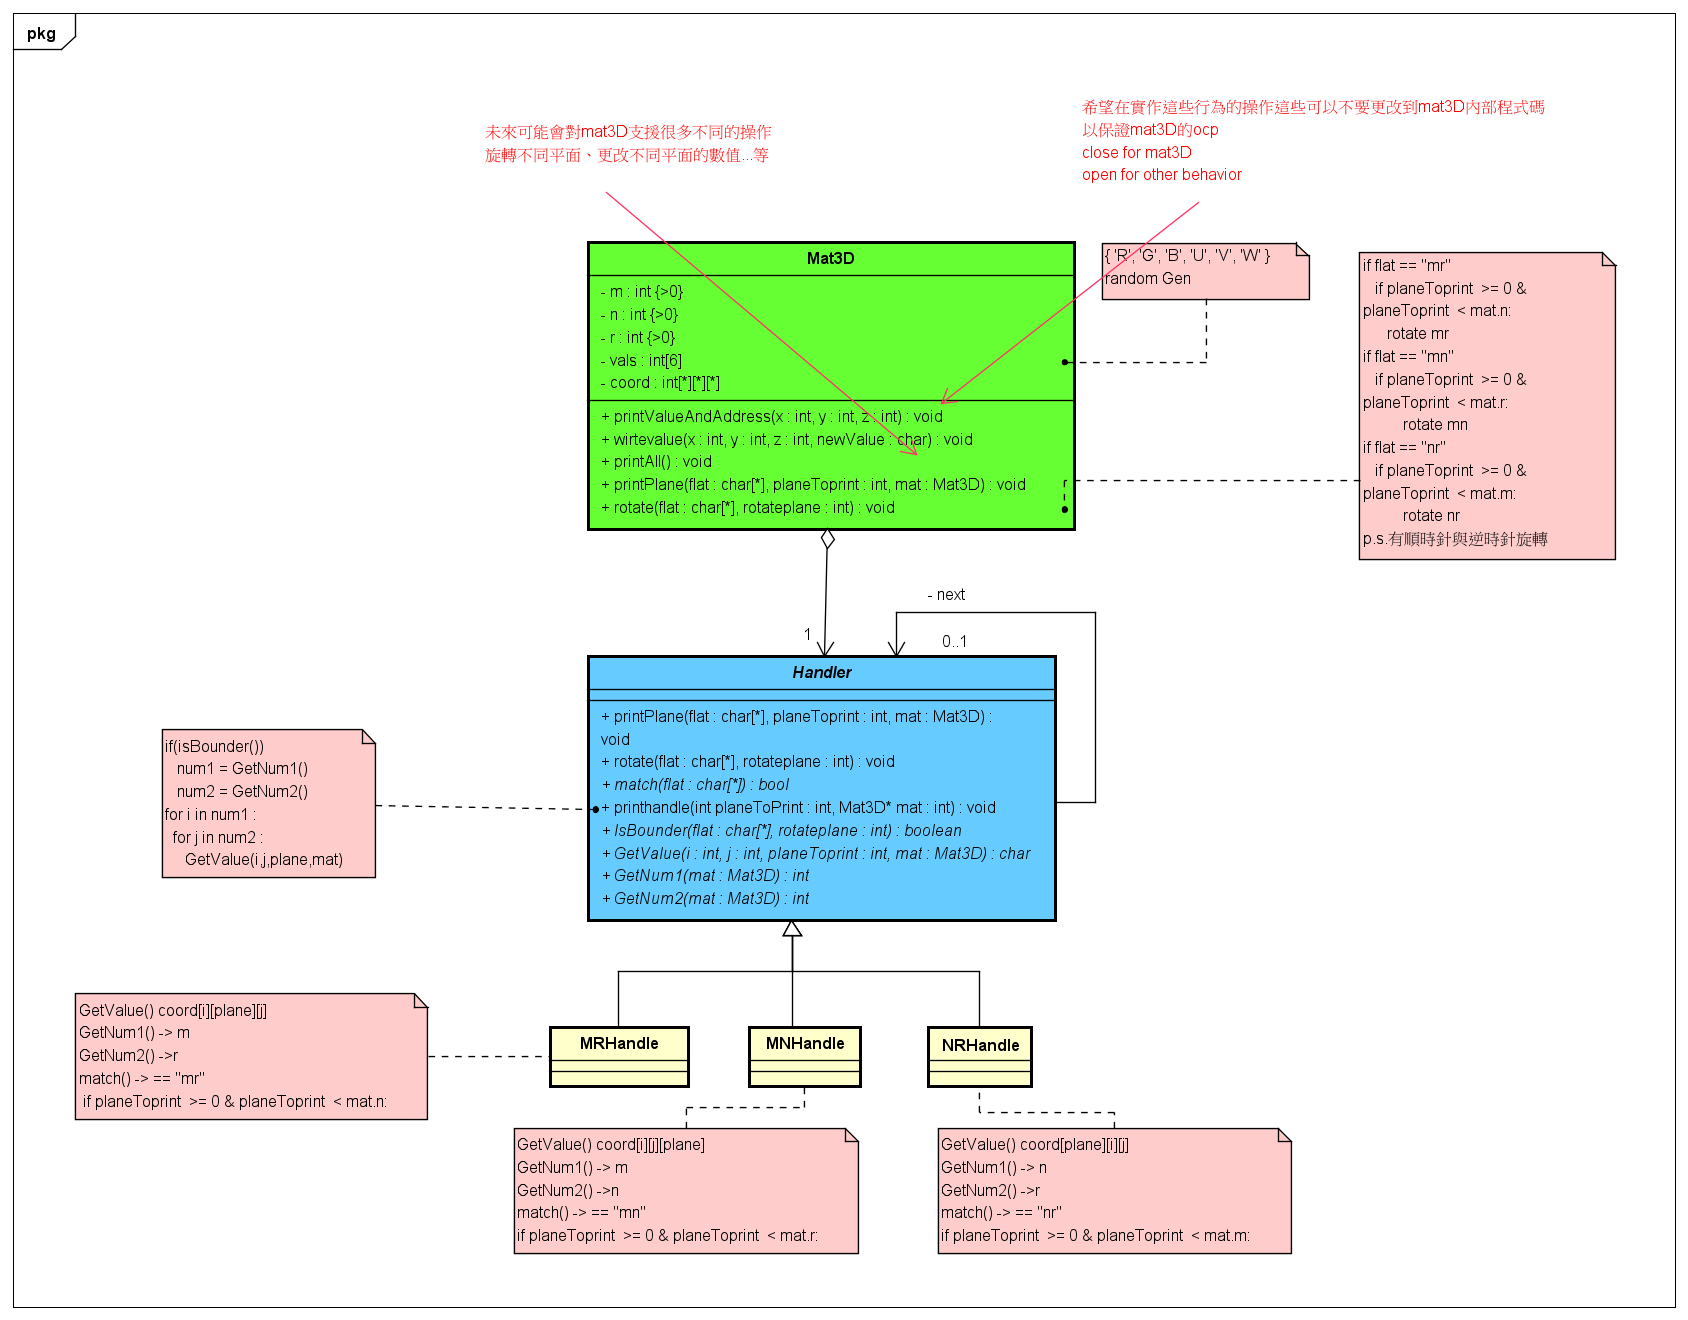 pkg
未來可能會對mat3D支援很多不同的操作
旋轉不同平面、更改不同平面的數值...等
希望在實作這些行為的操作這些可以不要更改到mat3D內部程式碼
以保證mat3D的ocp
close for mat3D
open for other behavior
Mat3D
- m : int {>0}
- n : int {>0}
- r : int {>0}
- vals : int[6]
- coord : int[*][*][*]
+ printValueAndAddress(x : int, y : int, z : int) : void
+ wirtevalue(x : int, y : int, z : int, newValue : char) : void
+ printAll() : void
+ printPlane(flat : char[*], planeToprint : int, mat : Mat3D) : void
+ rotate(flat : char[*], rotateplane : int) : void
{ 'R', 'G', 'B', 'U', 'V', 'W' }
random Gen
if flat == "mr"
if planeToprint >= 0 &
planeToprint < mat.n:
rotate mr
if flat == "mn"
if planeToprint >= 0 &
planeToprint < mat.r:
rotate mn
if flat == "nr"
if planeToprint >= 0 &
planeToprint < mat.m:
rotate nr
p.s.有順時針與逆時針旋轉
- next
1
0..1
Handler
+ printPlane(flat : char[*], planeToprint : int, mat : Mat3D) :
void
+ rotate(flat : char[*], rotateplane : int) : void
+ match(flat : char[*]) : bool
+ printhandle(int planeToPrint : int, Mat3D* mat : int) : void
+ IsBounder(flat : char[*], rotateplane : int) : boolean
+ GetValue(i : int, j : int, planeToprint : int, mat : Mat3D) : char
+ GetNum1(mat : Mat3D) : int
+ GetNum2(mat : Mat3D) : int
if(isBounder())
num1 = GetNum1()
num2 = GetNum2()
for i in num1 :
for j in num2 :
GetValue(i,j,plane,mat)
MRHandle
MNHandle
NRHandle
GetValue() coord[i][plane][j]
GetNum1() -> m
GetNum2() ->r
match() -> == "mr"
if planeToprint >= 0 & planeToprint < mat.n:
GetValue() coord[i][j][plane]
GetNum1() -> m
GetNum2() ->n
match() -> == "mn"
if planeToprint >= 0 & planeToprint < mat.r:
GetValue() coord[plane][i][j]
GetNum1() -> n
GetNum2() ->r
match() -> == "nr"
if planeToprint >= 0 & planeToprint < mat.m: